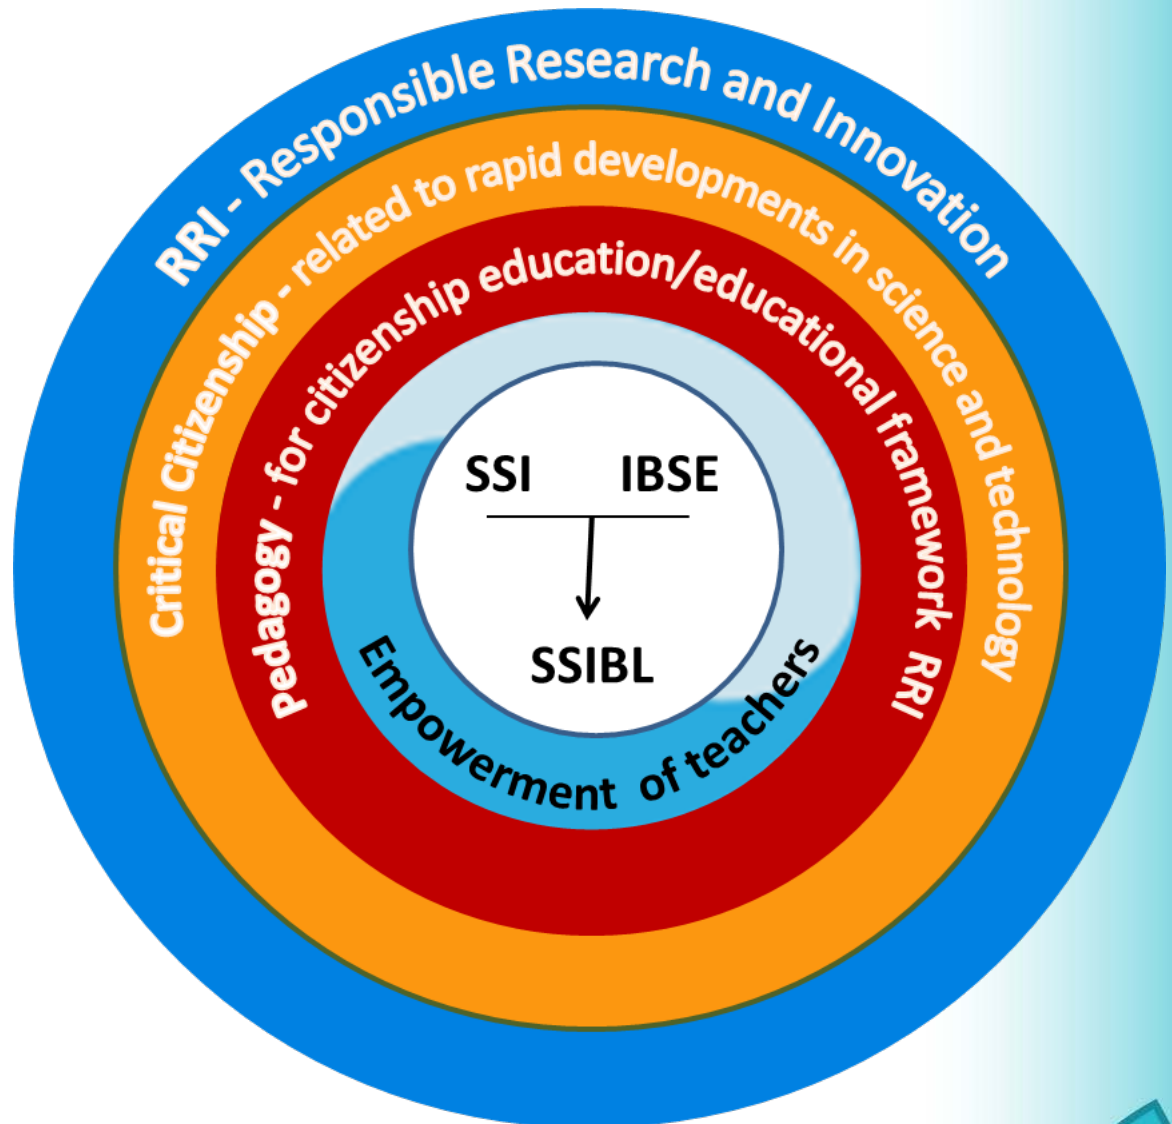 RRI - Responsible Research and Innovation
Critical Citizenship - related to rapid developments in science and technology
Pedagogy - for citizenship education/educational framework RRI
SSI IBSE
SSIBL
Empowerment of teachers